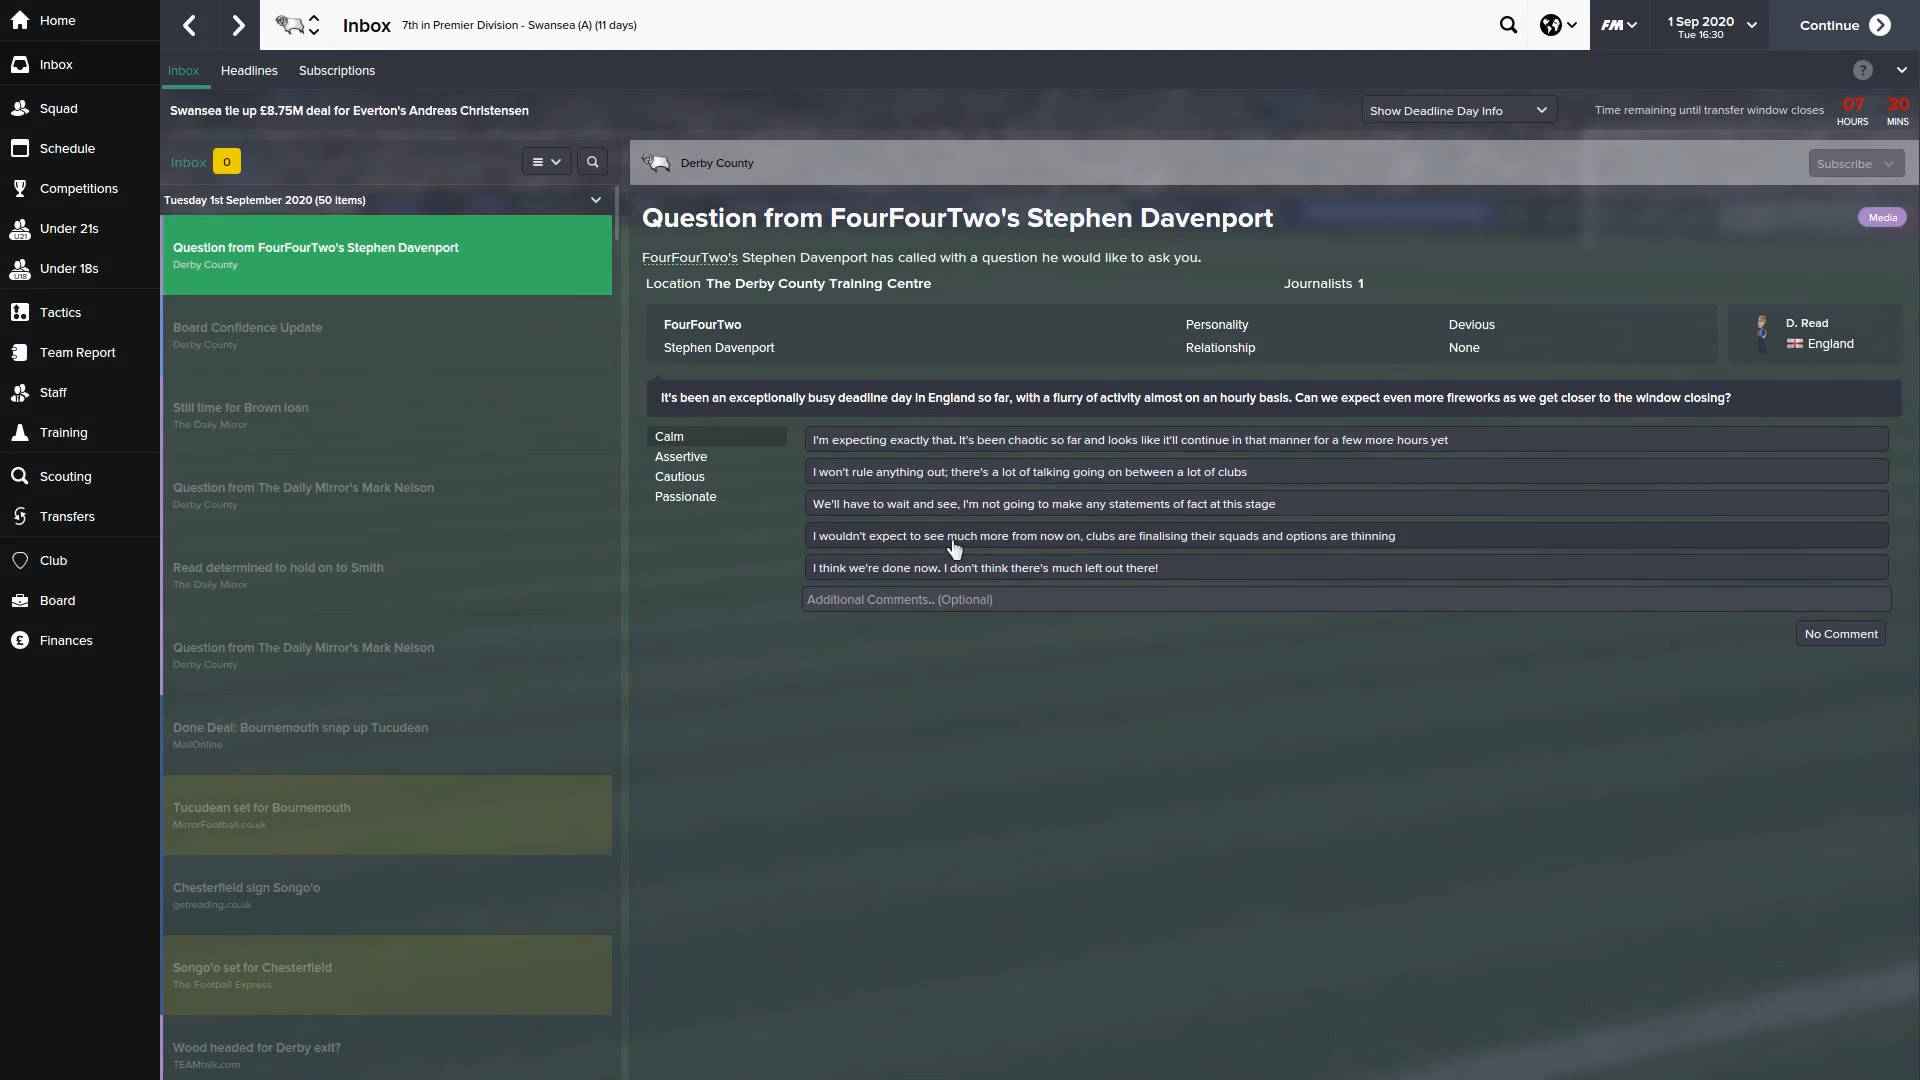 Home
Inbox
Squad
Schedule
Competitions
U21
Under 21s
U18
Under 18s
Tactics
Team Report
Staff
Training
Scouting
Transfers
Club
Board
Finances
Inbox 7th in Premier Division - Swansea (A) (11 days)
FM
1 Sep 2020
Tue 16:30
Continue
Inbox Headlines Subscriptions
?
Swansea tie up £8.75M deal for Everton's Andreas Christensen
Show Deadline Day Info
Time remaining until transfer window closes
07 30
HOURS MINS
Inbox 0
Tuesday 1st September 2020 (50 items)
Question from FourFourTwo's Stephen Davenport
Derby County
Board Confidence Update
Derby County
Still time for Brown loan
The Daily Mirror
Question from The Daily Mirror's Mark Nelson
Derby County
Read determined to hold on to Smith
The Daily Mirror
Question from The Daily Mirror's Mark Nelson
Derby County
Done Deal: Bournemouth snap up Tucudean
MailOnline
Tucudean set for Bournemouth
MirrorFootball.co.uk
Chesterfield sign Songo'o
getreading.co.uk
Songo'o set for Chesterfield
The Football Express
Wood headed for Derby exit?
TEAMtalk.com
Derby County
Subscribe
Question from FourFourTwo's Stephen Davenport
Media
FourFourTwo's Stephen Davenport has called with a question he would like to ask you.
Location The Derby County Training Centre
Journalists 1
FourFourTwo Personality Devious
Stephen Davenport Relationship None
D. Read
England
It's been an exceptionally busy deadline day in England so far, with a flurry of activity almost on an hourly basis. Can we expect even more fireworks as we get closer to the window closing?
Calm
Assertive
Cautious
Passionate
I'm expecting exactly that. It's been chaotic so far and looks like it'll continue in that manner for a few more hours yet
I won't rule anything out; there's a lot of talking going on between a lot of clubs
We'll have to wait and see, I'm not going to make any statements of fact at this stage
I wouldn't expect to see much more from now on, clubs are finalising their squads and options are thinning
I think we're done now. I don't think there's much left out there!
Additional Comments.. (Optional)
No Comment